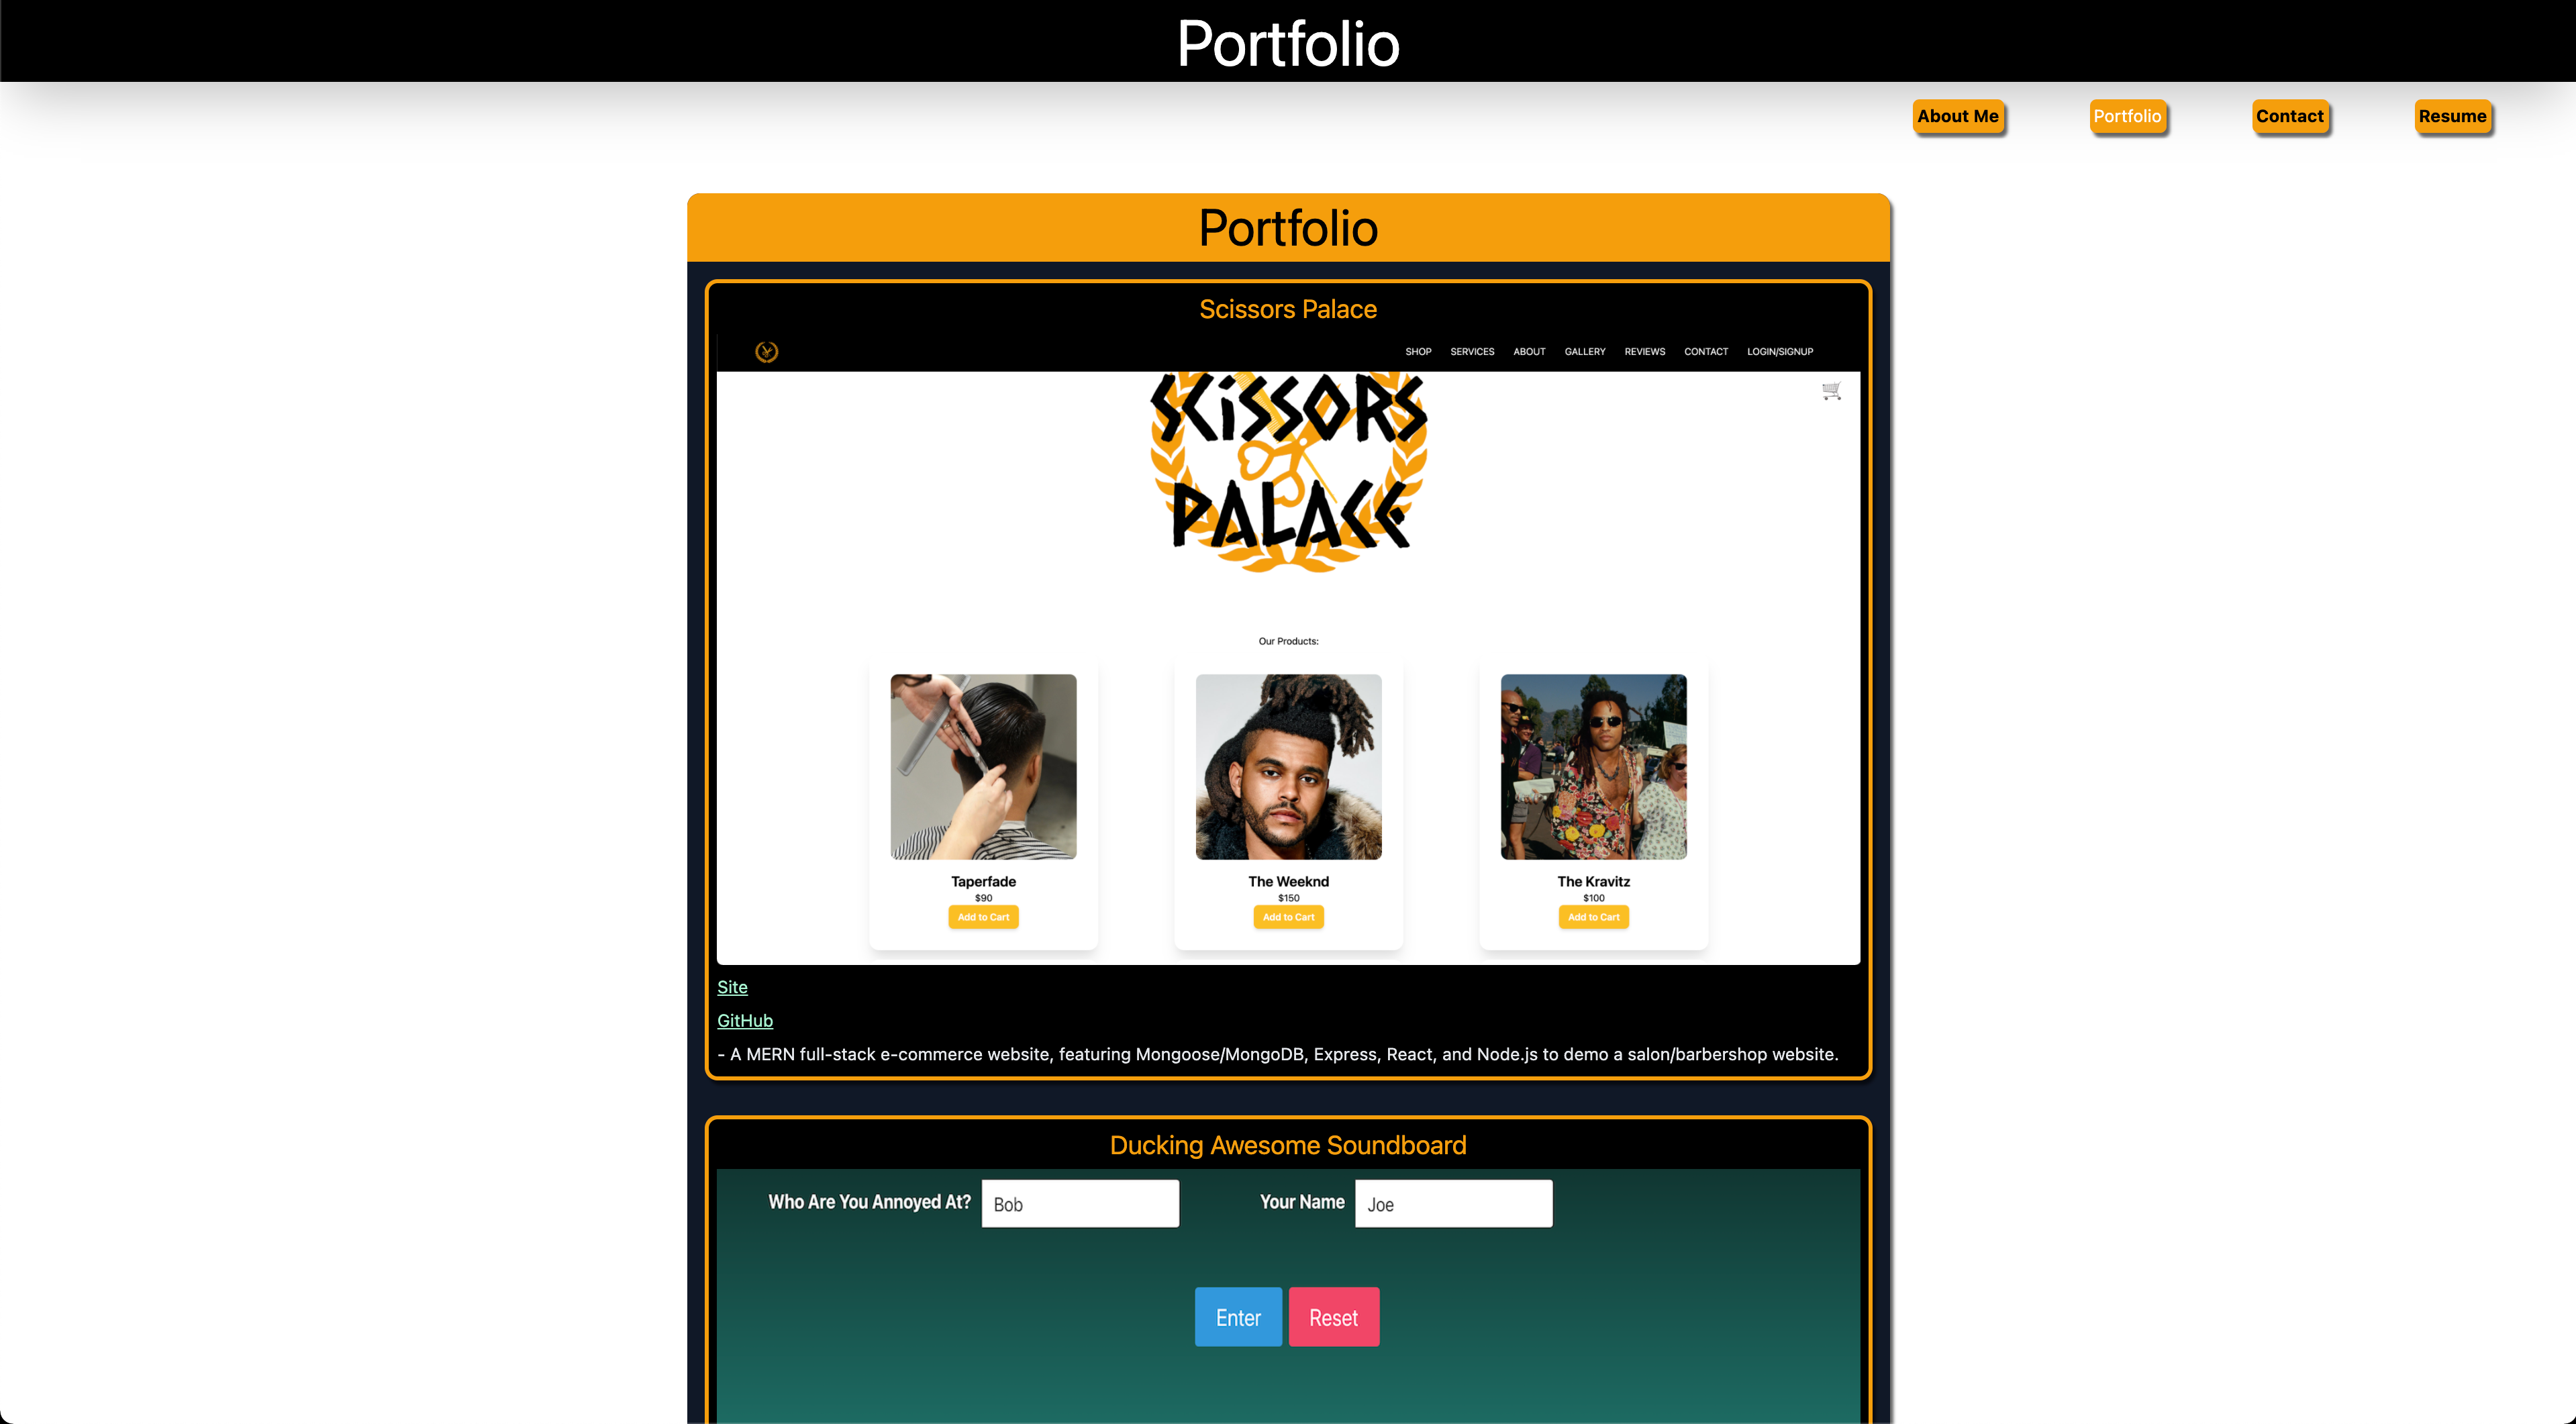 Portfolio
About Me Portfolio Contact Resume
Portfolio
Scissors Palace
SHOP SERVICES ABOUT GALLERY REVIEWS CONTACT LOGIN/SIGNUP
SCISSORS
PALACE
Our Products:
Taperfade The Weeknd The Kravitz
$90 $150 $100
Add to Cart Add to Cart Add to Cart
Site
GitHub
- A MERN full-stack e-commerce website, featuring Mongoose/MongoDB, Express, React, and Node.js to demo a salon/barbershop website.
Ducking Awesome Soundboard
Who Are You Annoyed At? Bob Your Name Joe
Enter Reset